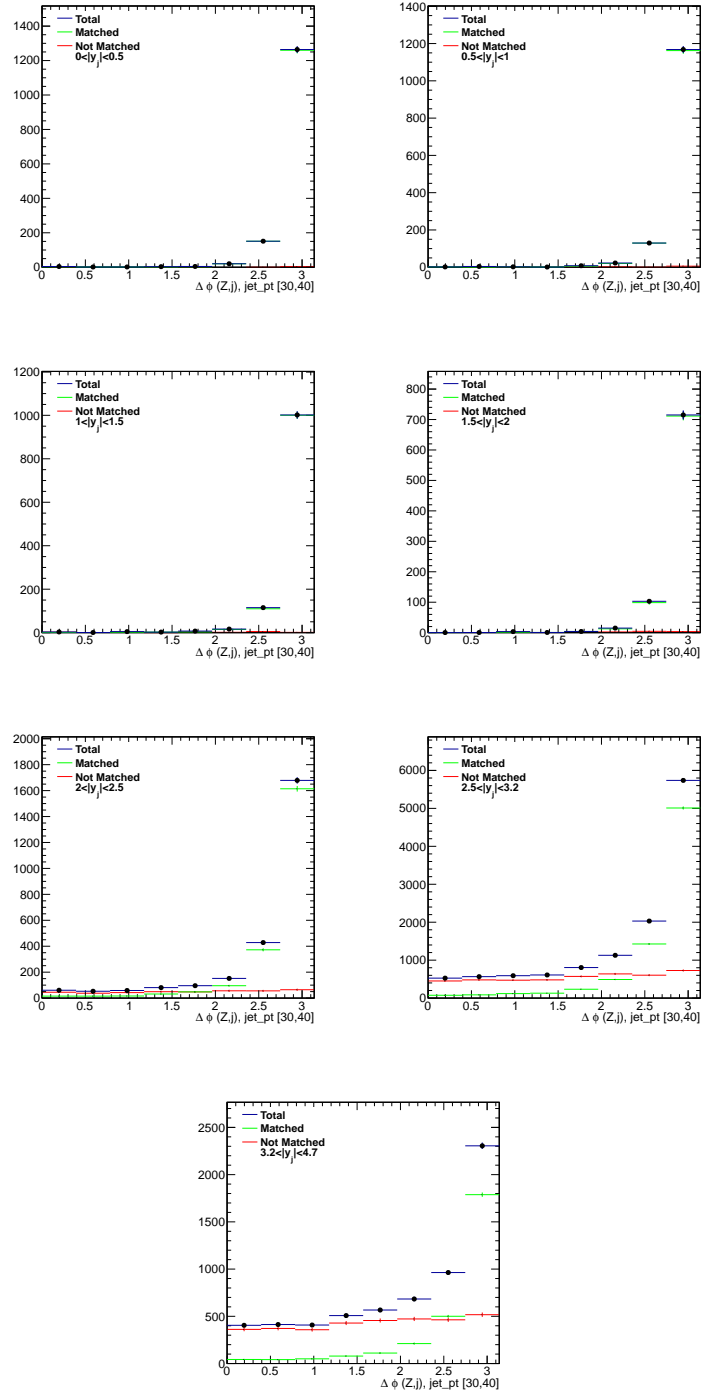 1400
1200
1000
800
600
400
200
0
Total
Matched
Not Matched
0<|y_j|<0.5
0 0.5 1 1.5 2 2.5 3
Δ ϕ (Z,j), jet_pt [30,40]
1400
1200
1000
800
600
400
200
0
Total
Matched
Not Matched
0.5<|y_j|<1
0 0.5 1 1.5 2 2.5 3
Δ ϕ (Z,j), jet_pt [30,40]
1200
1000
800
600
400
200
0
Total
Matched
Not Matched
1<|y_j|<1.5
0 0.5 1 1.5 2 2.5 3
Δ ϕ (Z,j), jet_pt [30,40]
800
700
600
500
400
300
200
100
0
Total
Matched
Not Matched
1.5<|y_j|<2
0 0.5 1 1.5 2 2.5 3
Δ ϕ (Z,j), jet_pt [30,40]
2000
1800
1600
1400
1200
1000
800
600
400
200
0
Total
Matched
Not Matched
2<|y_j|<2.5
0 0.5 1 1.5 2 2.5 3
Δ ϕ (Z,j), jet_pt [30,40]
6000
5000
4000
3000
2000
1000
0
Total
Matched
Not Matched
2.5<|y_j|<3.2
0 0.5 1 1.5 2 2.5 3
Δ ϕ (Z,j), jet_pt [30,40]
2500
2000
1500
1000
500
0
Total
Matched
Not Matched
3.2<|y_j|<4.7
0 0.5 1 1.5 2 2.5 3
Δ ϕ (Z,j), jet_pt [30,40]